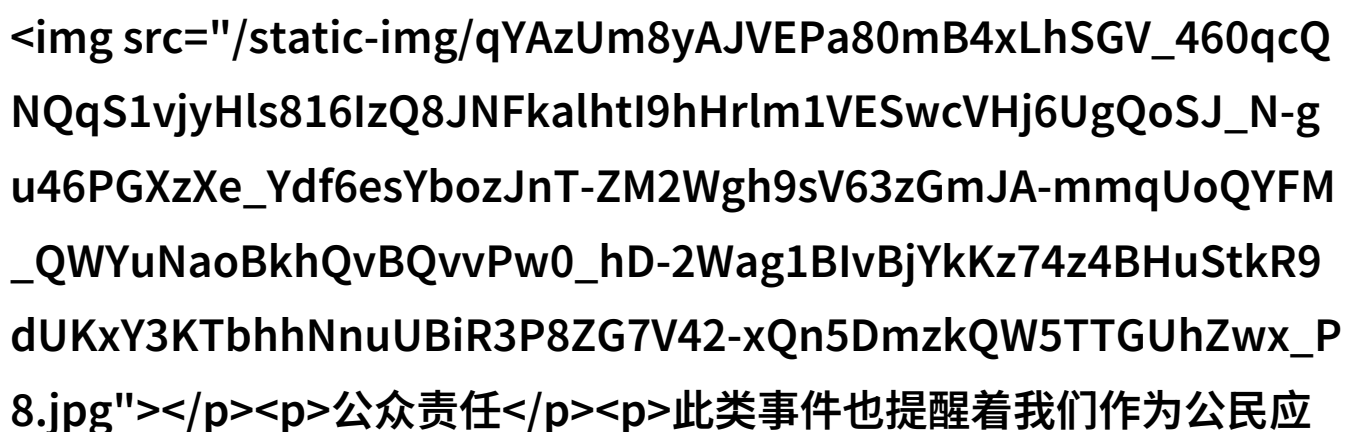 <img src="/static-img/qYAzUm8yAJVEPa80mB4xLhSGV_460qcQ
NQqS1vjyHls816IzQ8JNFkalhtI9hHrlm1VESwcVHj6UgQoSJ_N-g
u46PGXzXe_Ydf6esYbozJnT-ZM2Wgh9sV63zGmJA-mmqUoQYFM
_QWYuNaoBkhQvBQvvPw0_hD-2Wag1BIvBjYkKz74z4BHuStkR9
dUKxY3KTbhhNnuUBiR3P8ZG7V42-xQn5DmzkQW5TTGUhZwx_P
8.jpg"></p><p>公众责任</p><p>此类事件也提醒着我们作为公民应